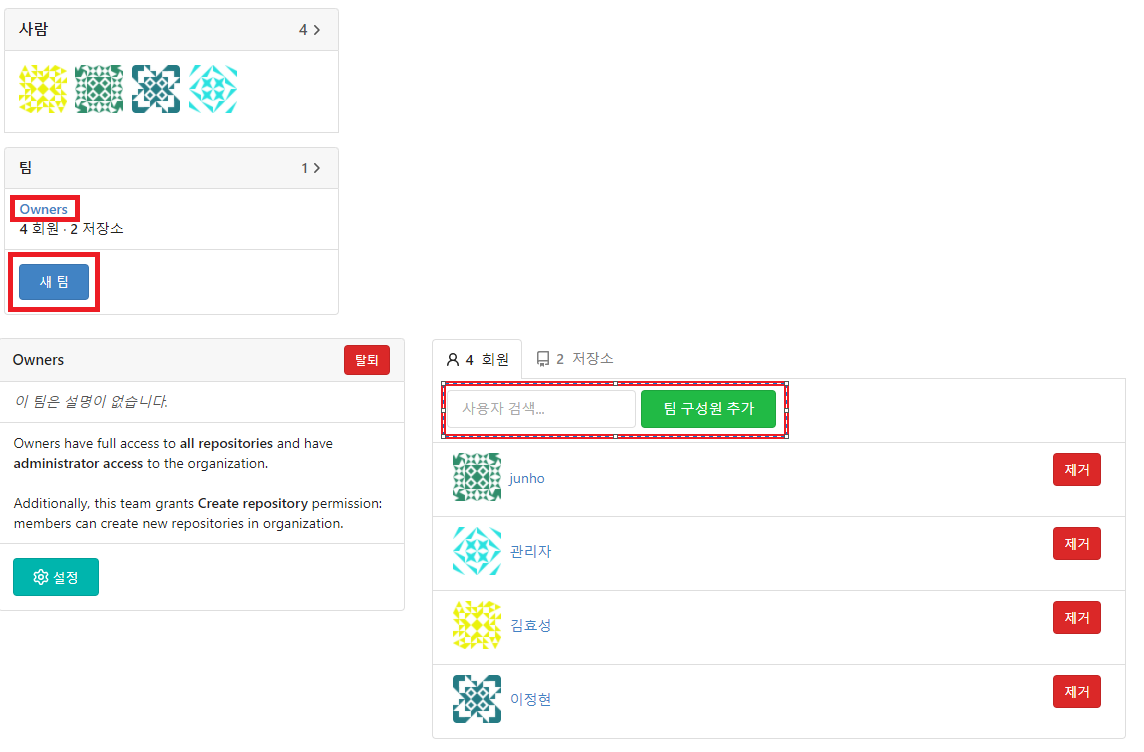 사람
4
팀
1
Owners
4 회원 · 2 저장소
새 팀
Owners
탈퇴
이 팀은 설명이 없습니다.
Owners have full access to all repositories and have
administrator access to the organization.
Additionally, this team grants Create repository permission:
members can create new repositories in organization.
설정
4 회원
2 저장소
사용자 검색...
팀 구성원 추가
junho
제거
관리자
제거
김효성
제거
이정현
제거